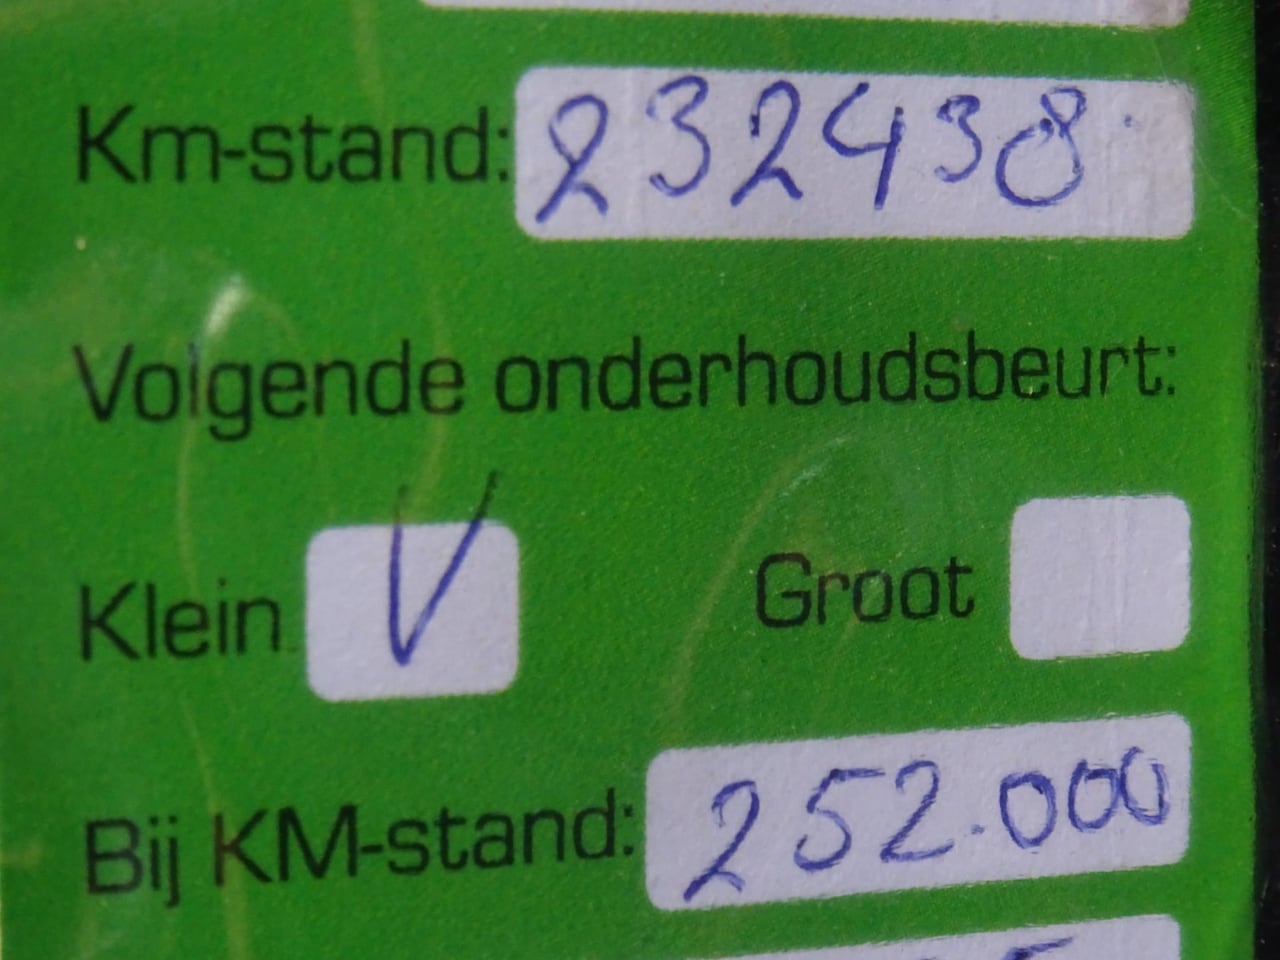 Km-stand: 232438
Volgende onderhoudsbeurt:
Klein V Groot
Bij KM-stand: 252.000